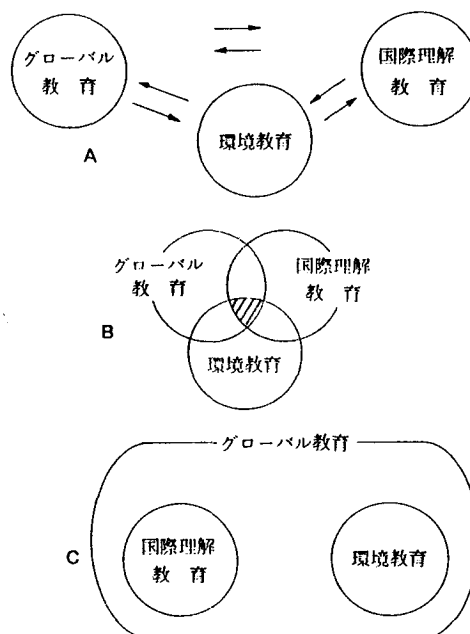 グローバル
教 育
国際理解
教 育
環境教育
A
グローバル
教 育
国際理解
教 育
B
環境教育
グローバル教育
国際理解
教 育
環境教育
C